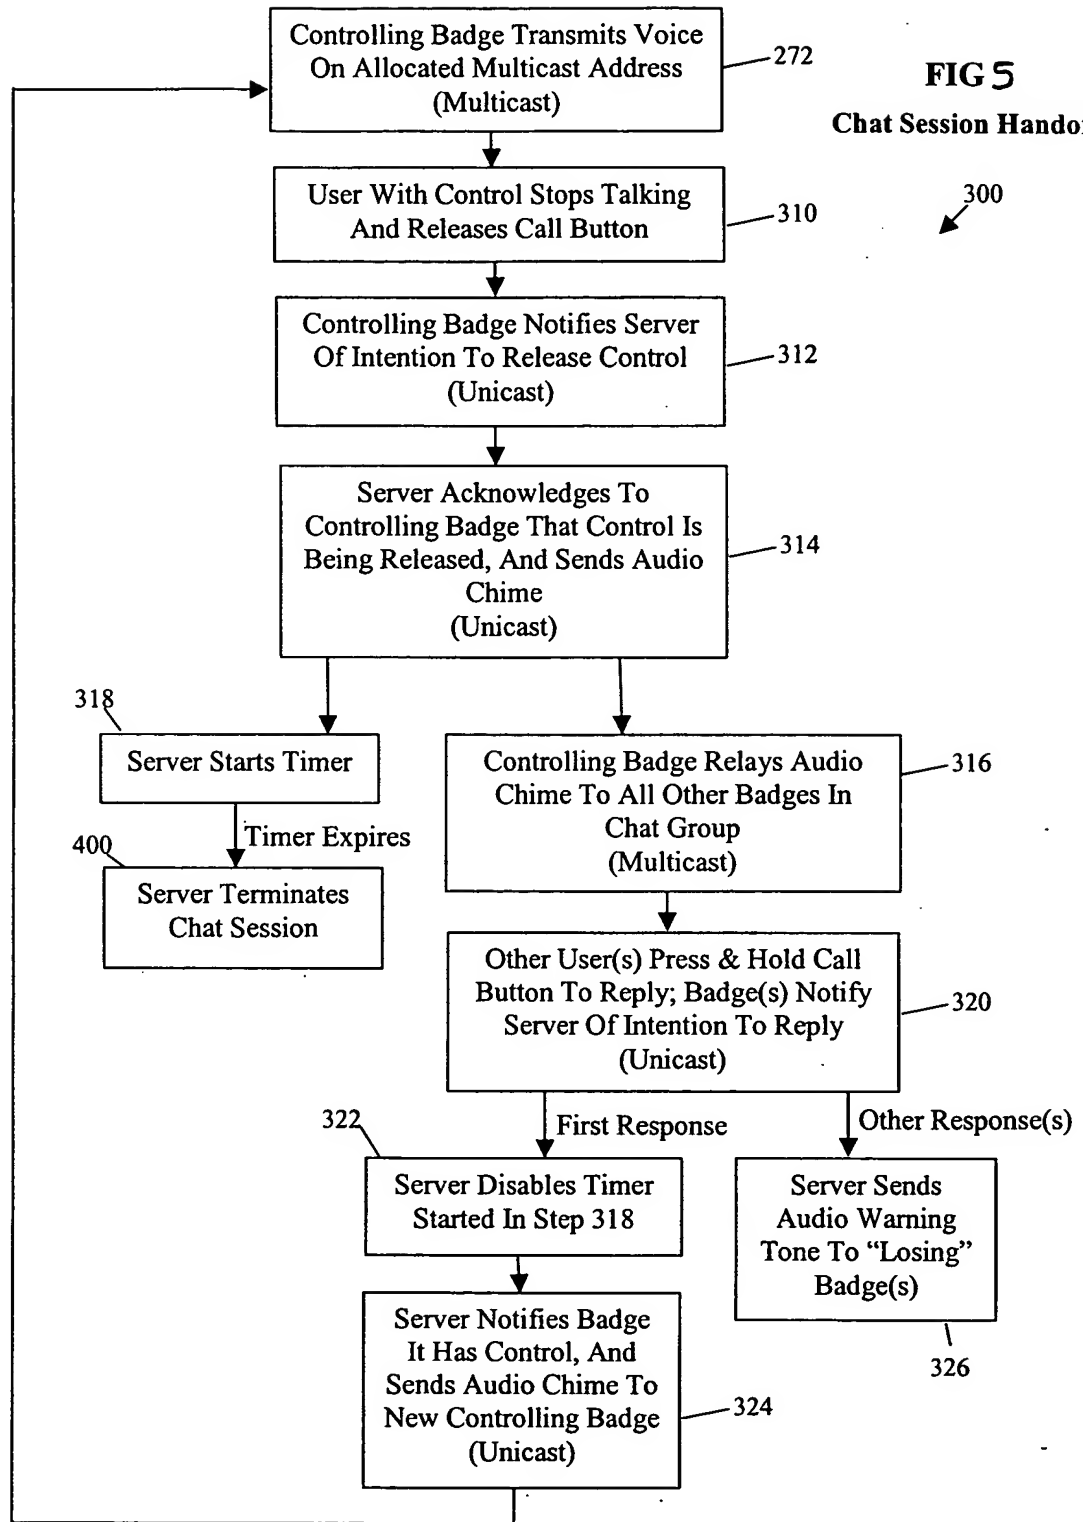 Controlling Badge Transmits Voice
On Allocated Multicast Address
(Multicast)
272
FIG 5
Chat Session
300
User With Control Stops Talking
And Releases Call Button
310
Controlling Badge Notifies Server
Of Intention To Release Control
(Unicast)
312
Server Acknowledges To
Controlling Badge That Control Is
Being Released, And Sends Audio
Chime
(Unicast)
314
318
Server Starts Timer
Timer Expires
400
Server Terminates
Chat Session
Controlling Badge Relays Audio
Chime To All Other Badges In
Chat Group
(Multicast)
316
Other User(s) Press & Hold Call
Button To Reply; Badge(s) Notify
Server Of Intention To Reply
(Unicast)
320
322
First Response
Other Response(s)
Server Disables Timer
Started In Step 318
Server Sends
Audio Warning
Tone To “Losing”
Badge(s)
326
Server Notifies Badge
It Has Control, And
Sends Audio Chime To
New Controlling Badge
(Unicast)
324